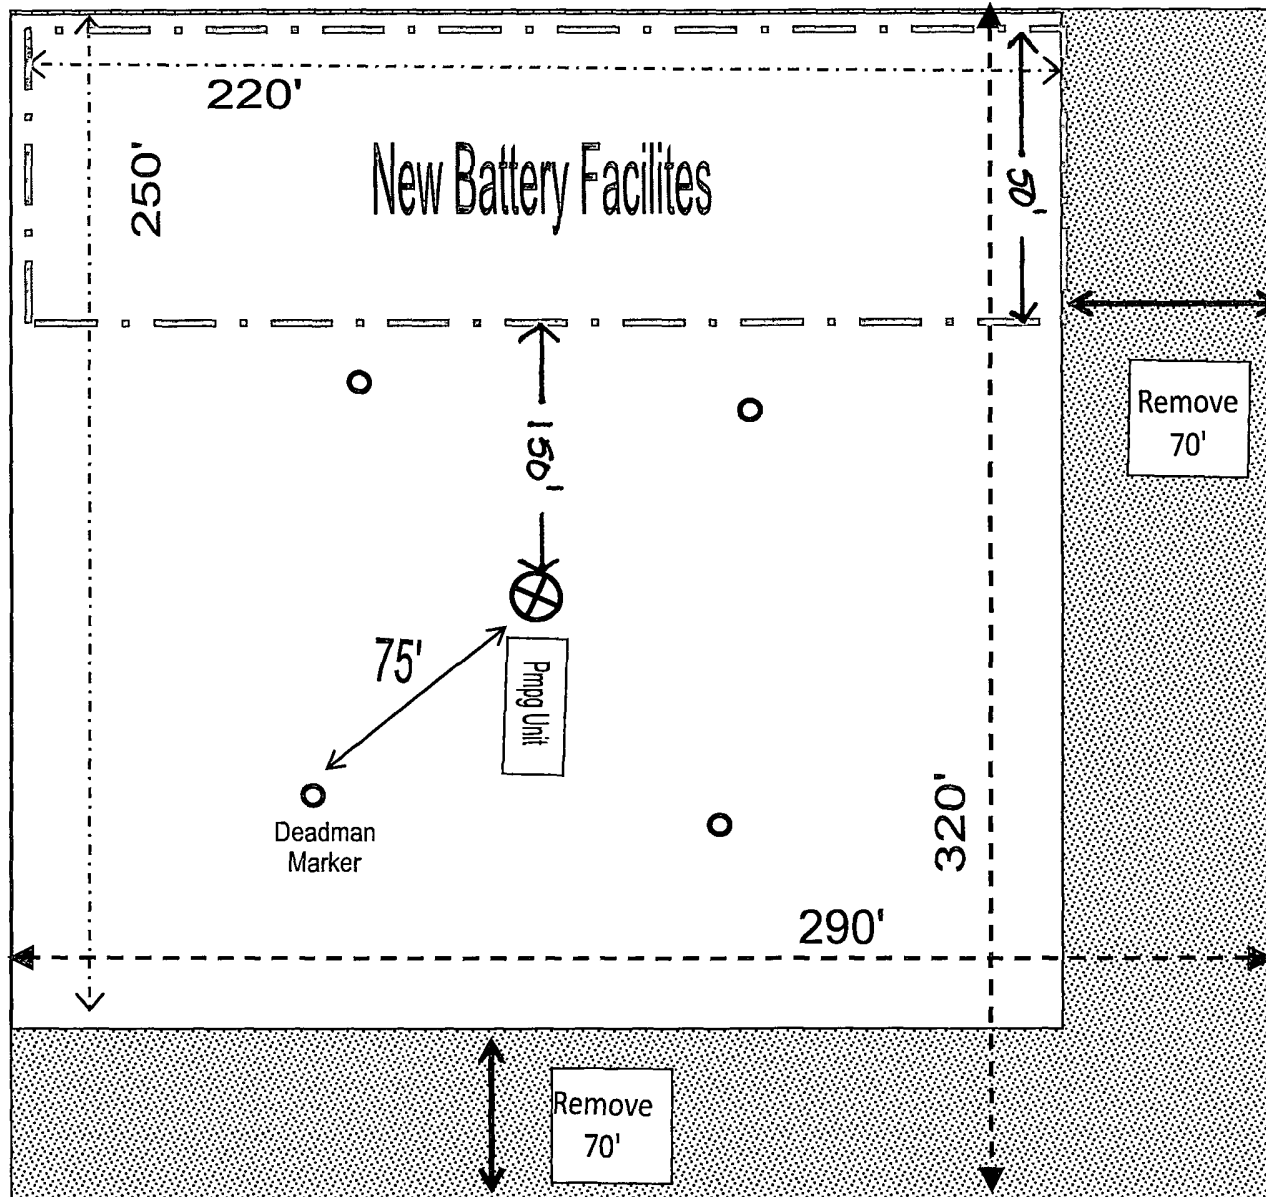 220'
250'
New Battery Facilites
50'
Remove
70'
150'
75'
Pmpg Unit
Deadman
Marker
320'
290'
Remove
70'